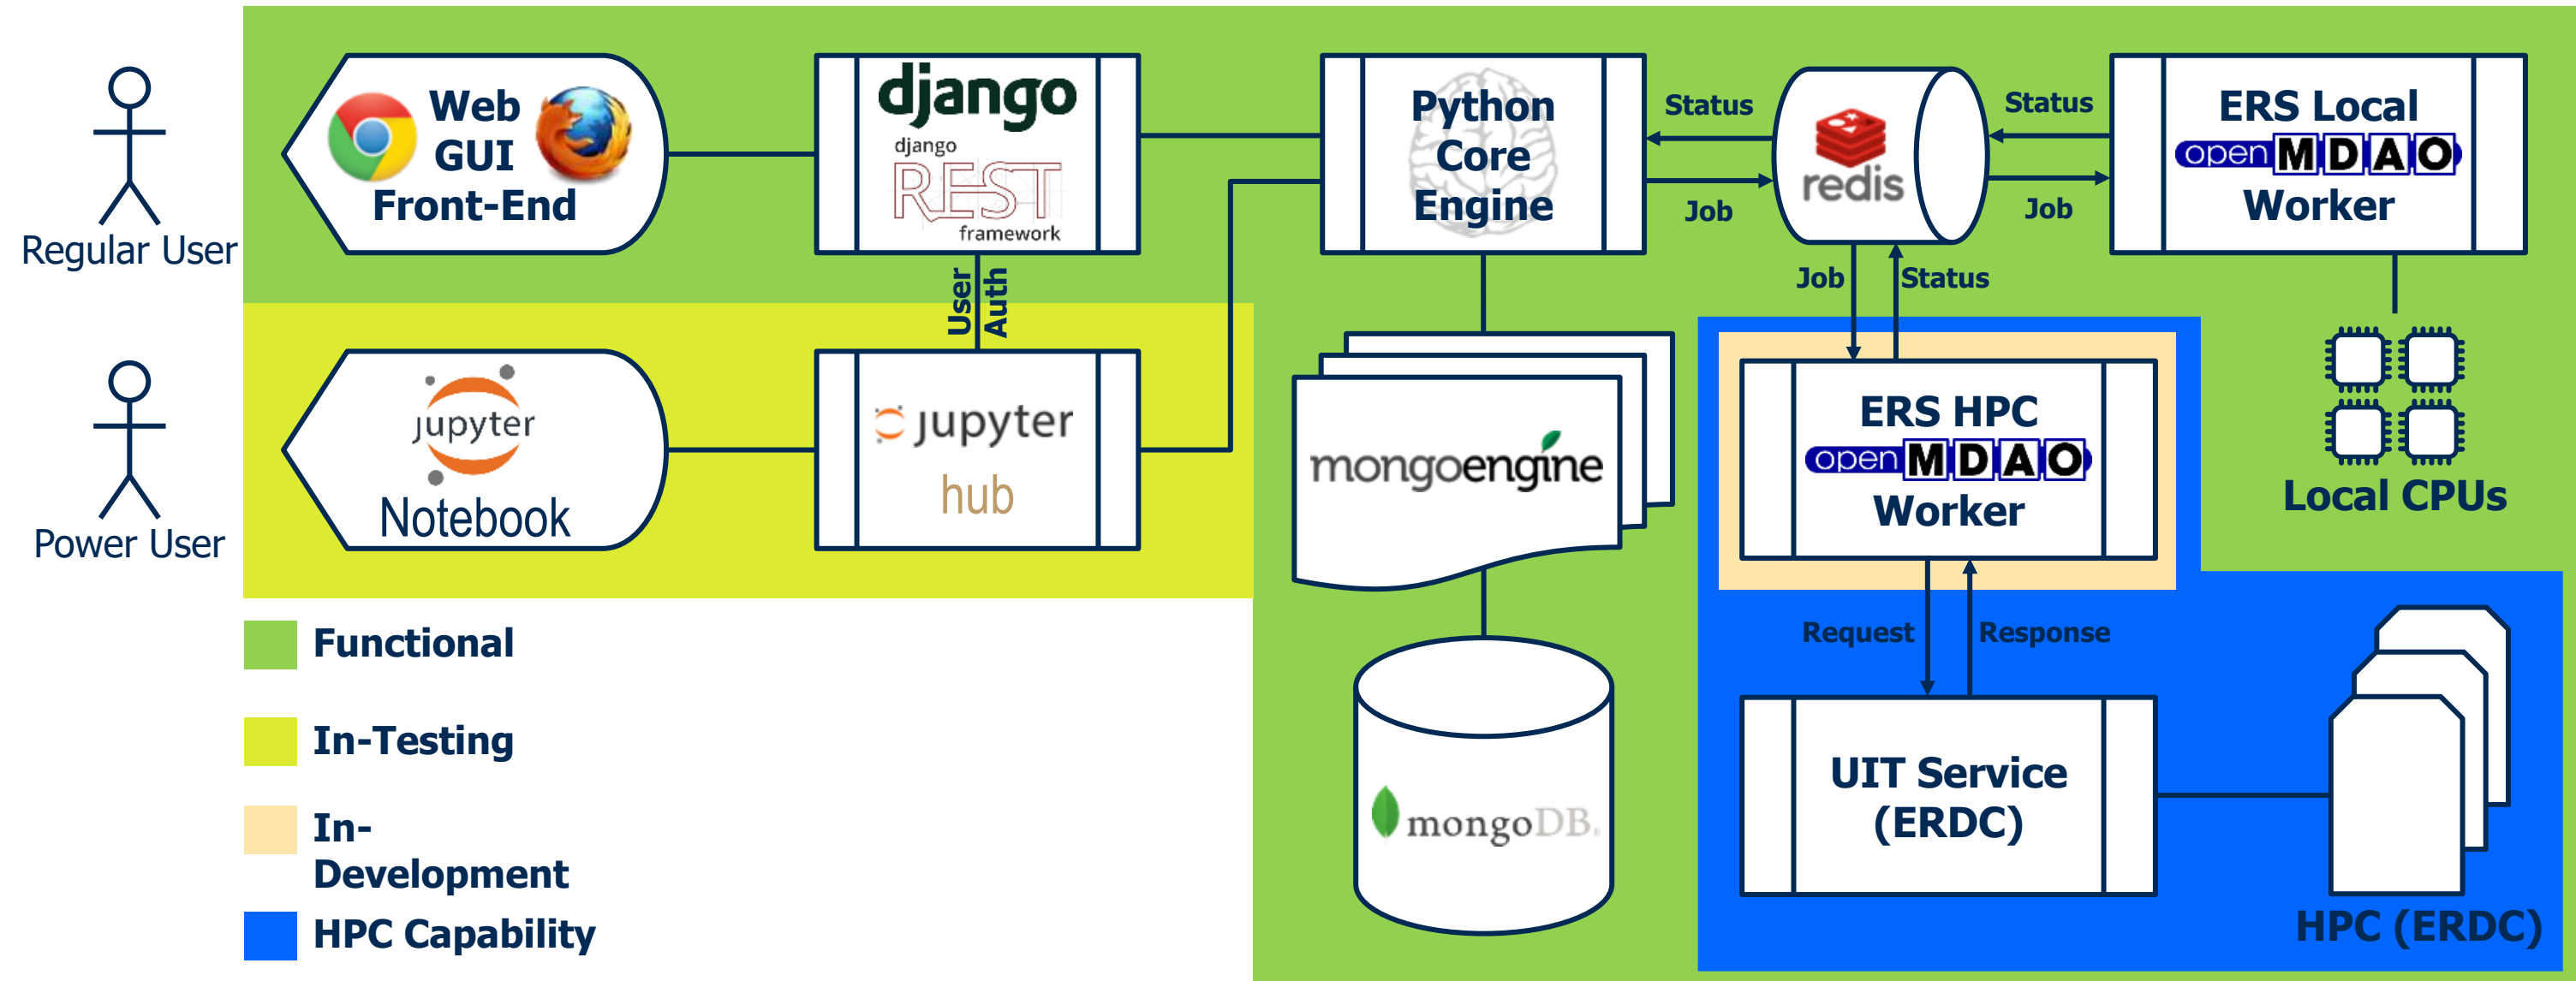 Regular User
Web
GUI
Front-End
django
django
REST
framework
Python
Core
Engine
Status
Job
redis
Status
Job
ERS Local
open MDAO
Worker
User
Auth
Job
Status
Power User
jupyter
Notebook
jupyter
hub
mongoengine
ERS HPC
open MDAO
Worker
Local CPUs
Request
Response
mongoDB.
UIT Service
(ERDC)
HPC (ERDC)
Functional
In-Testing
In-
Development
HPC Capability